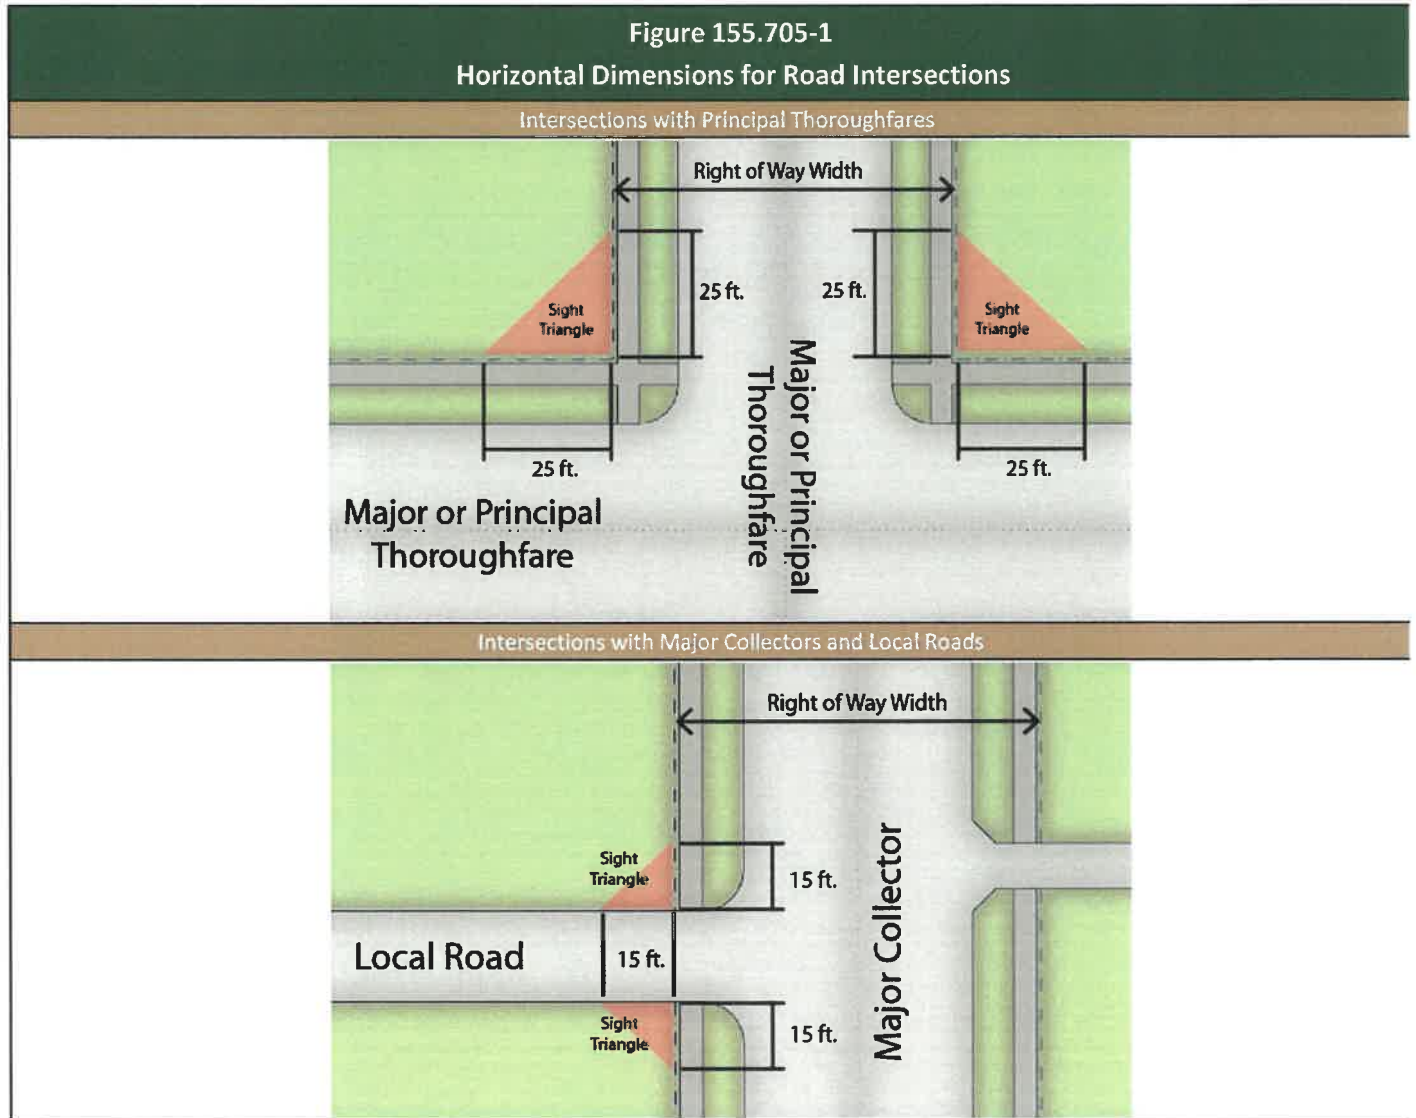 Figure 155.705-1
Horizontal Dimensions for Road Intersections
Intersections with Principal Thoroughfares
Right of Way Width
25 ft.
25 ft.
Sight
Triangle
Sight
Triangle
25 ft.
25 ft.
Major or Principal
Thoroughfare
Major or Principal
Thoroughfare
Intersections with Major Collectors and Local Roads
Right of Way Width
Sight
Triangle
15 ft.
Local Road
15 ft.
Major Collector
Sight
Triangle
15 ft.